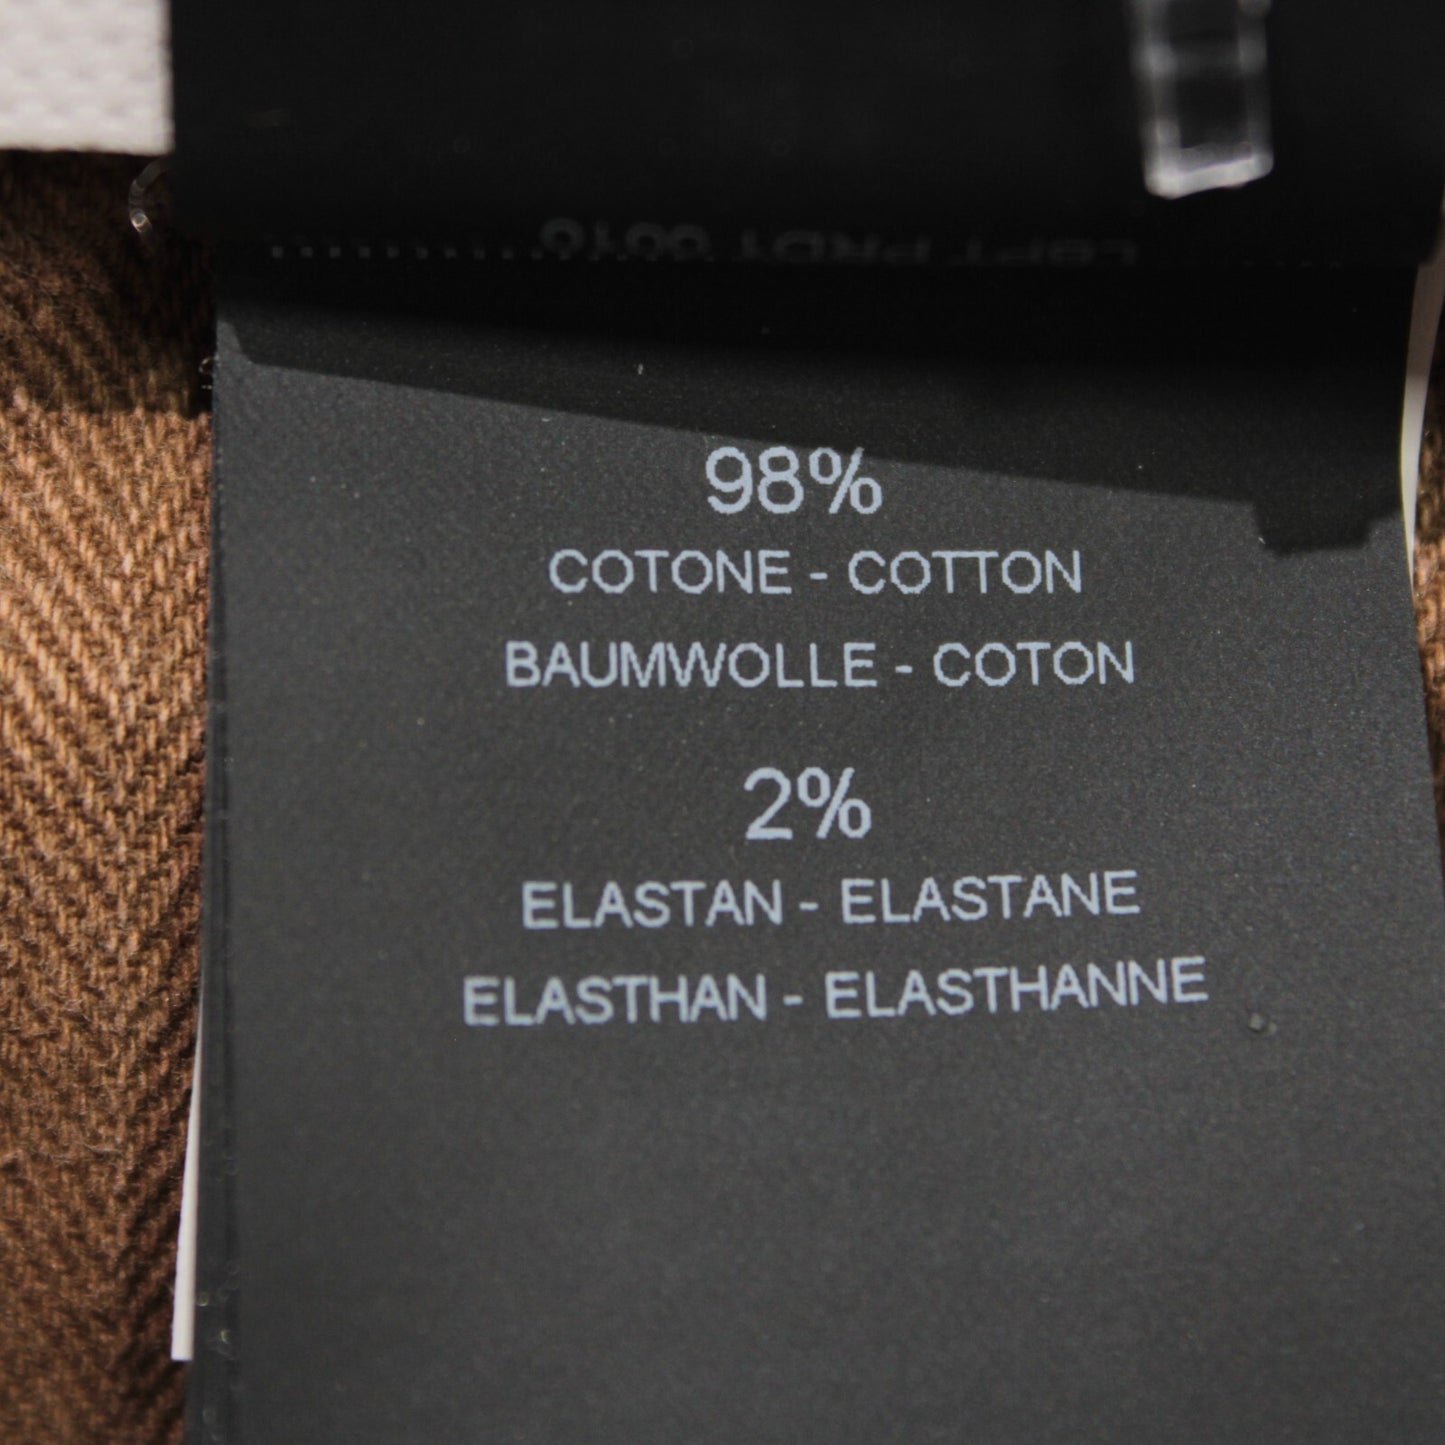 98%
COTONE - COTTON
BAUMWOLLE - COTON
2%
ELASTAN - ELASTANE
ELASTHAN - ELASTHANNE